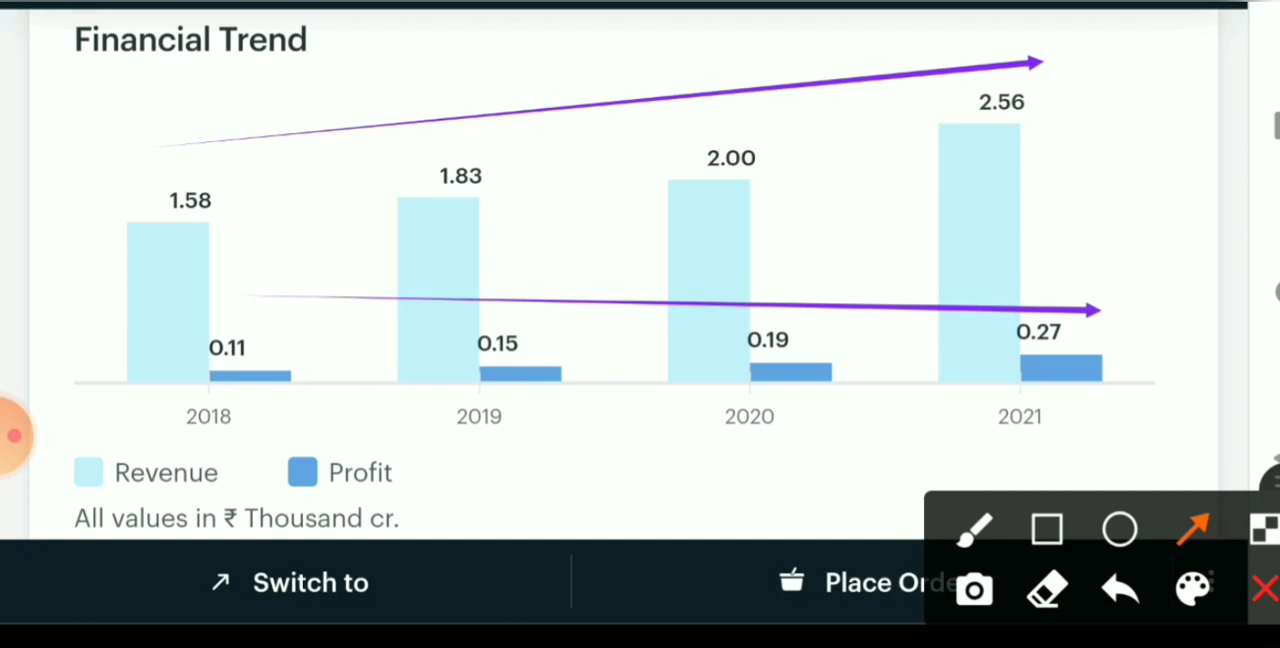 Financial Trend
2.56
2.00
1.83
1.58
0.11
0.15
0.19
0.27
2018 2019 2020 2021
Revenue Profit
All values in ₹ Thousand cr.
Switch to Place